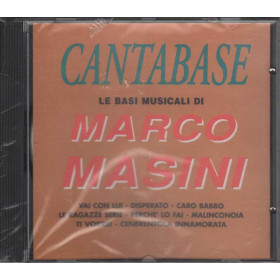 CANTABASE
LE BASI MUSICALI DI
MARCO
MASINI
VAI CON LUI - DISPERATO - CARO BABBO
LE RAGAZZE SERIE - PERCHE' LO FAI - MALINCONOIA
TI VORREI - CENERENTOLA INNAMORATA